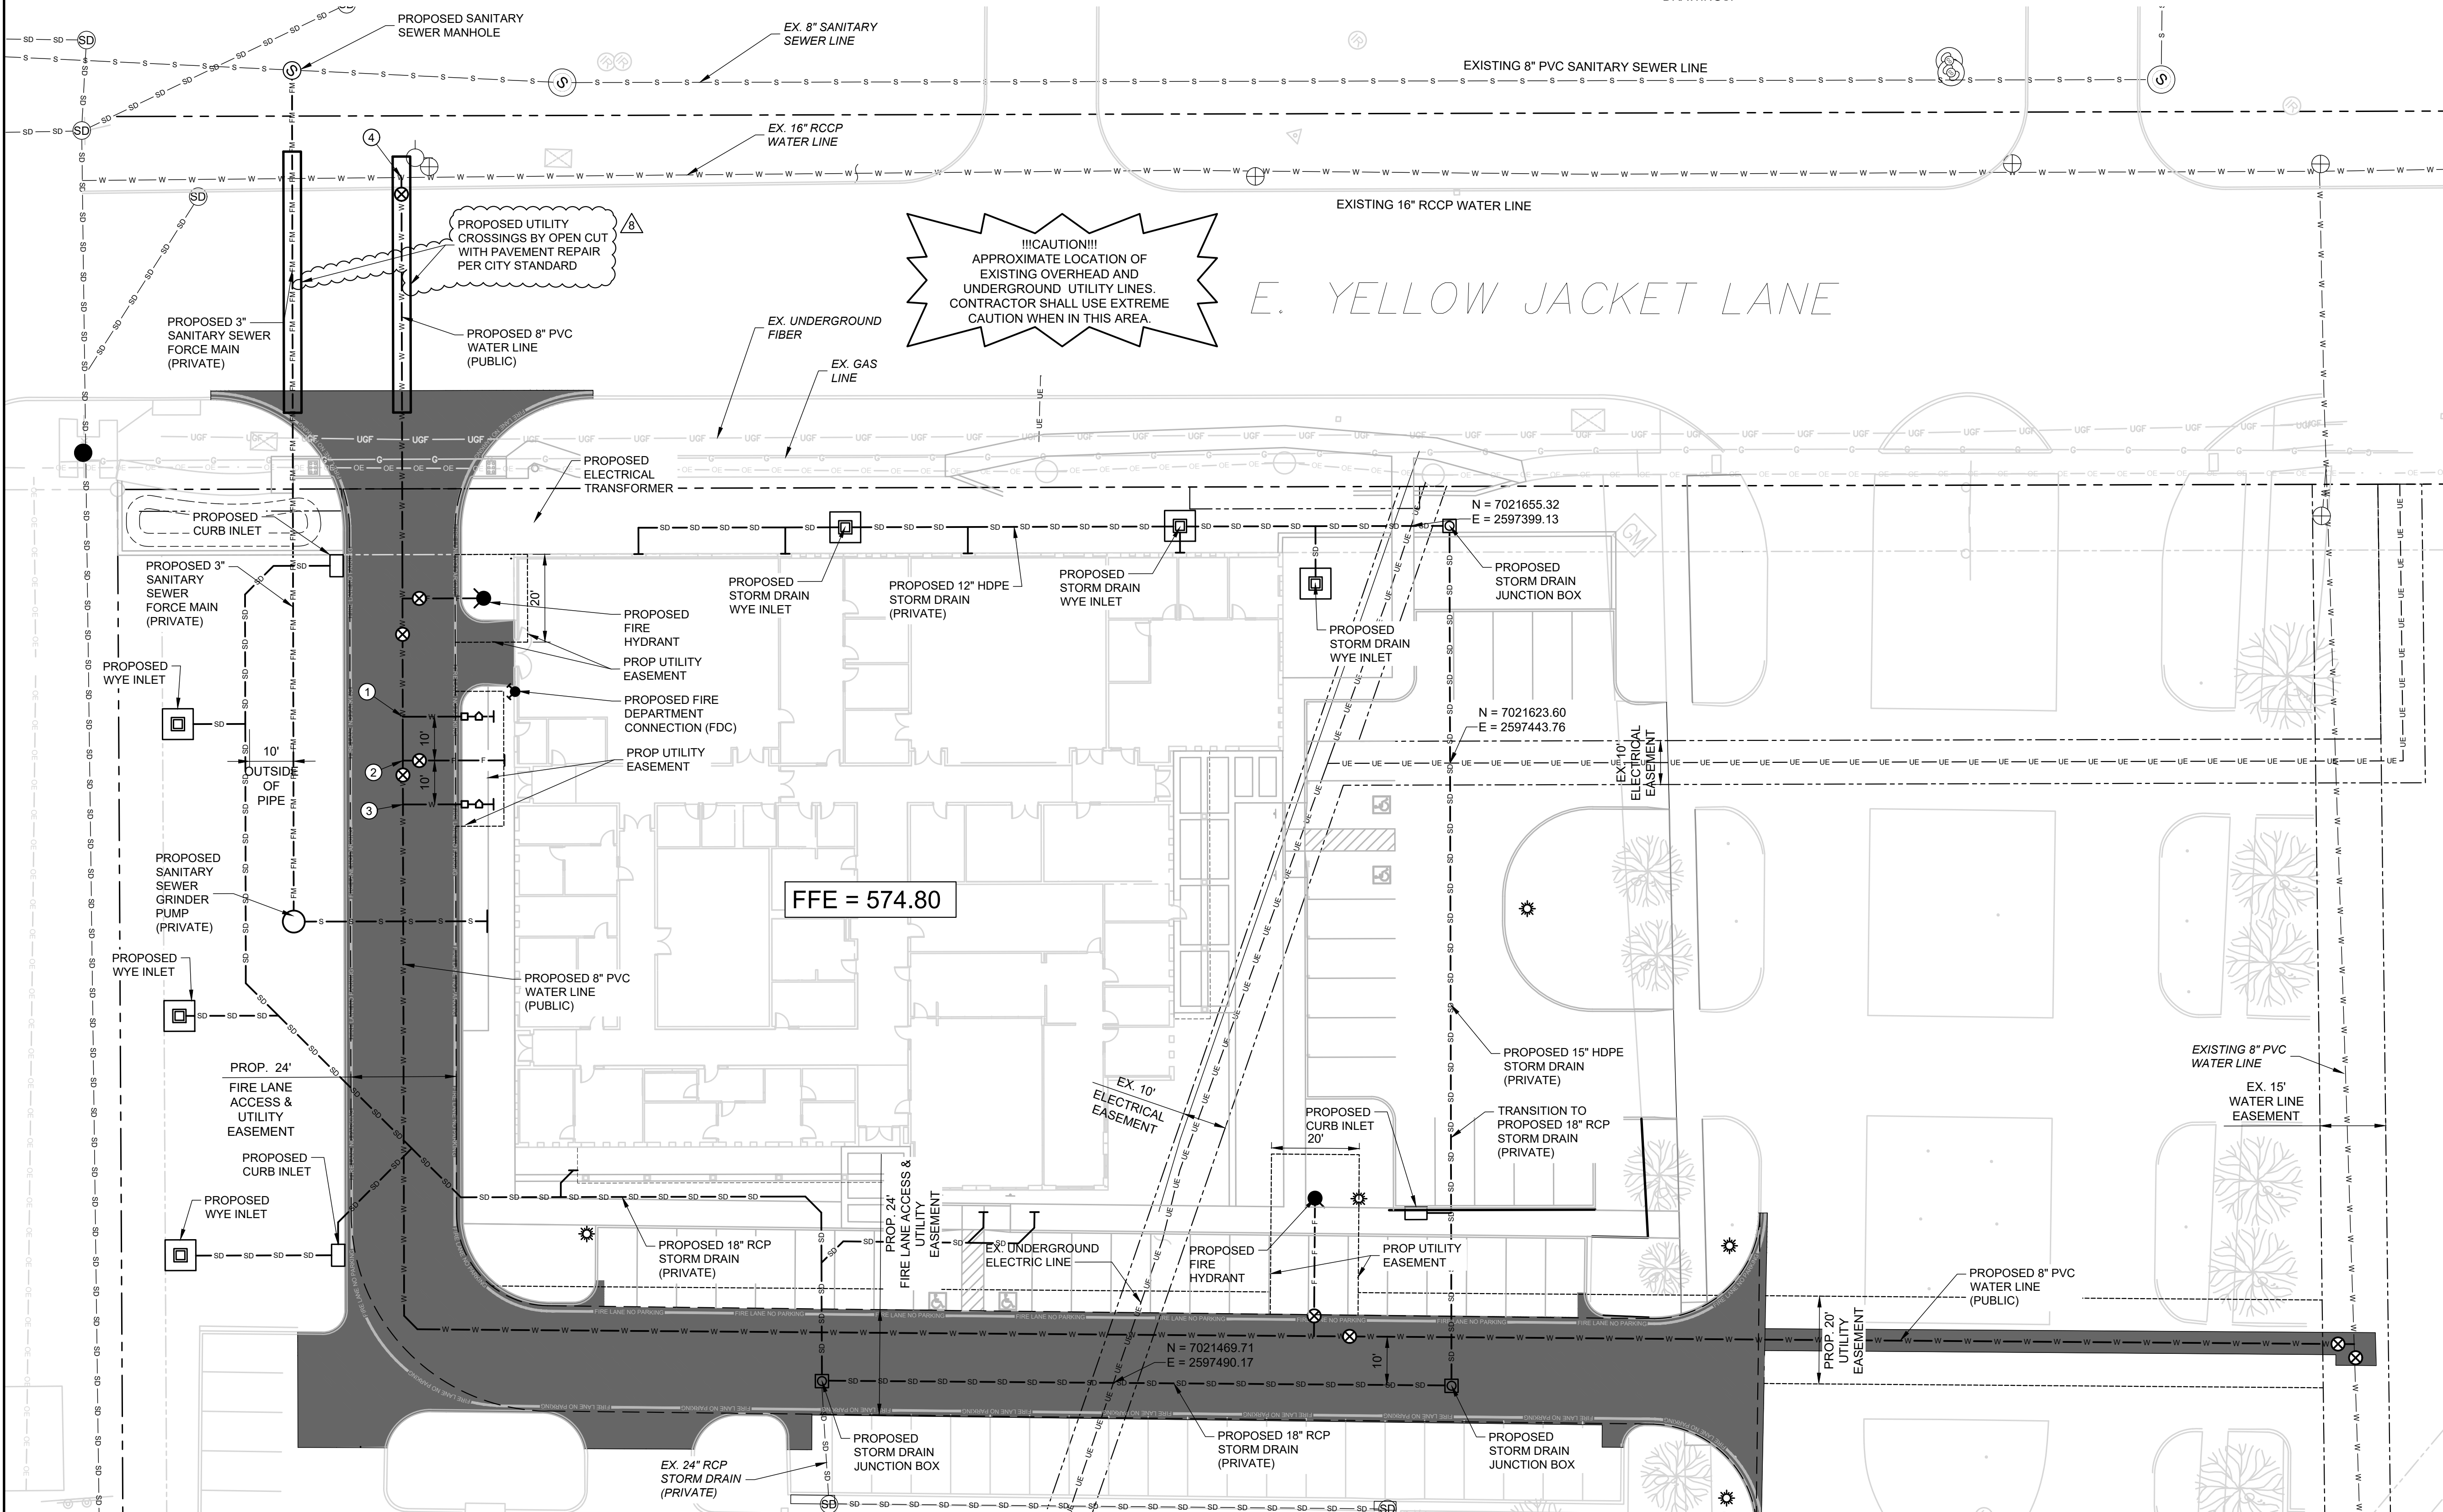 PROPOSED SANITARY
SEWER MANHOLE
EX. 8" SANITARY
SEWER LINE
EXISTING 8" PVC SANITARY SEWER LINE
EX. 16" RCCP
WATER LINE
4
EXISTING 16" RCCP WATER LINE
PROPOSED UTILITY
CROSSINGS BY OPEN CUT
WITH PAVEMENT REPAIR
PER CITY STANDARD
8
!!!CAUTION!!!
APPROXIMATE LOCATION OF
EXISTING OVERHEAD AND
UNDERGROUND UTILITY LINES.
CONTRACTOR SHALL USE EXTREME
CAUTION WHEN IN THIS AREA.
E. YELLOW JACKET LANE
PROPOSED 3"
SANITARY SEWER
FORCE MAIN
(PRIVATE)
PROPOSED 8" PVC
WATER LINE
(PUBLIC)
EX. UNDERGROUND
FIBER
EX. GAS
LINE
PROPOSED
ELECTRICAL
TRANSFORMER
PROPOSED
CURB INLET
N = 7021655.32
E = 2597399.13
PROPOSED 3"
SANITARY
SEWER
FORCE MAIN
(PRIVATE)
20'
PROPOSED
STORM DRAIN
WYE INLET
PROPOSED 12" HDPE
STORM DRAIN
(PRIVATE)
PROPOSED
STORM DRAIN
WYE INLET
PROPOSED
STORM DRAIN
JUNCTION BOX
GM
PROPOSED
FIRE
HYDRANT
PROPOSED
STORM DRAIN
WYE INLET
PROP UTILITY
EASEMENT
PROPOSED
WYE INLET
1
PROPOSED FIRE
DEPARTMENT
CONNECTION (FDC)
N = 7021623.60
E = 2597443.76
10'
OUTSIDE
OF
PIPE
10'
2
10'
3
PROP UTILITY
EASEMENT
EX. 10'
ELECTRICAL
EASEMENT
PROPOSED
SANITARY
SEWER
GRINDER
PUMP
(PRIVATE)
FFE = 574.80
PROPOSED
WYE INLET
PROPOSED 8" PVC
WATER LINE
(PUBLIC)
PROP. 24'
FIRE LANE
ACCESS &
UTILITY
EASEMENT
EX. 10'
ELECTRICAL
EASEMENT
PROPOSED 15" HDPE
STORM DRAIN
(PRIVATE)
EXISTING 8" PVC
WATER LINE
EX. 15'
WATER LINE
EASEMENT
PROPOSED
CURB INLET
20'
TRANSITION TO
PROPOSED 18" RCP
STORM DRAIN
(PRIVATE)
PROPOSED
CURB INLET
PROPOSED
WYE INLET
PROP. 24'
FIRE LANE ACCESS &
UTILITY
EASEMENT
PROPOSED 18" RCP
STORM DRAIN
(PRIVATE)
EX. UNDERGROUND
ELECTRIC LINE
PROPOSED
FIRE
HYDRANT
PROP UTILITY
EASEMENT
PROPOSED 8" PVC
WATER LINE
(PUBLIC)
FIRE LANE NO PARKING
N = 7021469.71
E = 2597490.17
10'
PROP. 20'
UTILITY
EASEMENT
PROPOSED
STORM DRAIN
JUNCTION BOX
PROPOSED 18" RCP
STORM DRAIN
(PRIVATE)
PROPOSED
STORM DRAIN
JUNCTION BOX
EX. 24" RCP
STORM DRAIN
(PRIVATE)